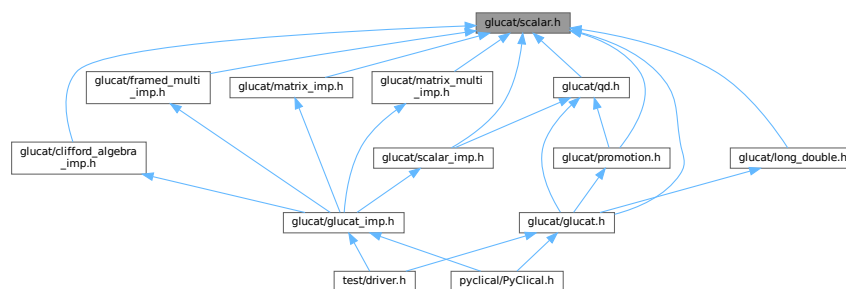 glucat/scalar.h
glucat/framed_multi
_imp.h
glucat/matrix_imp.h
glucat/matrix_multi
_imp.h
glucat/qd.h
glucat/clifford_algebra
_imp.h
glucat/scalar_imp.h
glucat/promotion.h
glucat/long_double.h
glucat/glucat_imp.h
glucat/glucat.h
test/driver.h
pyclical/PyClical.h